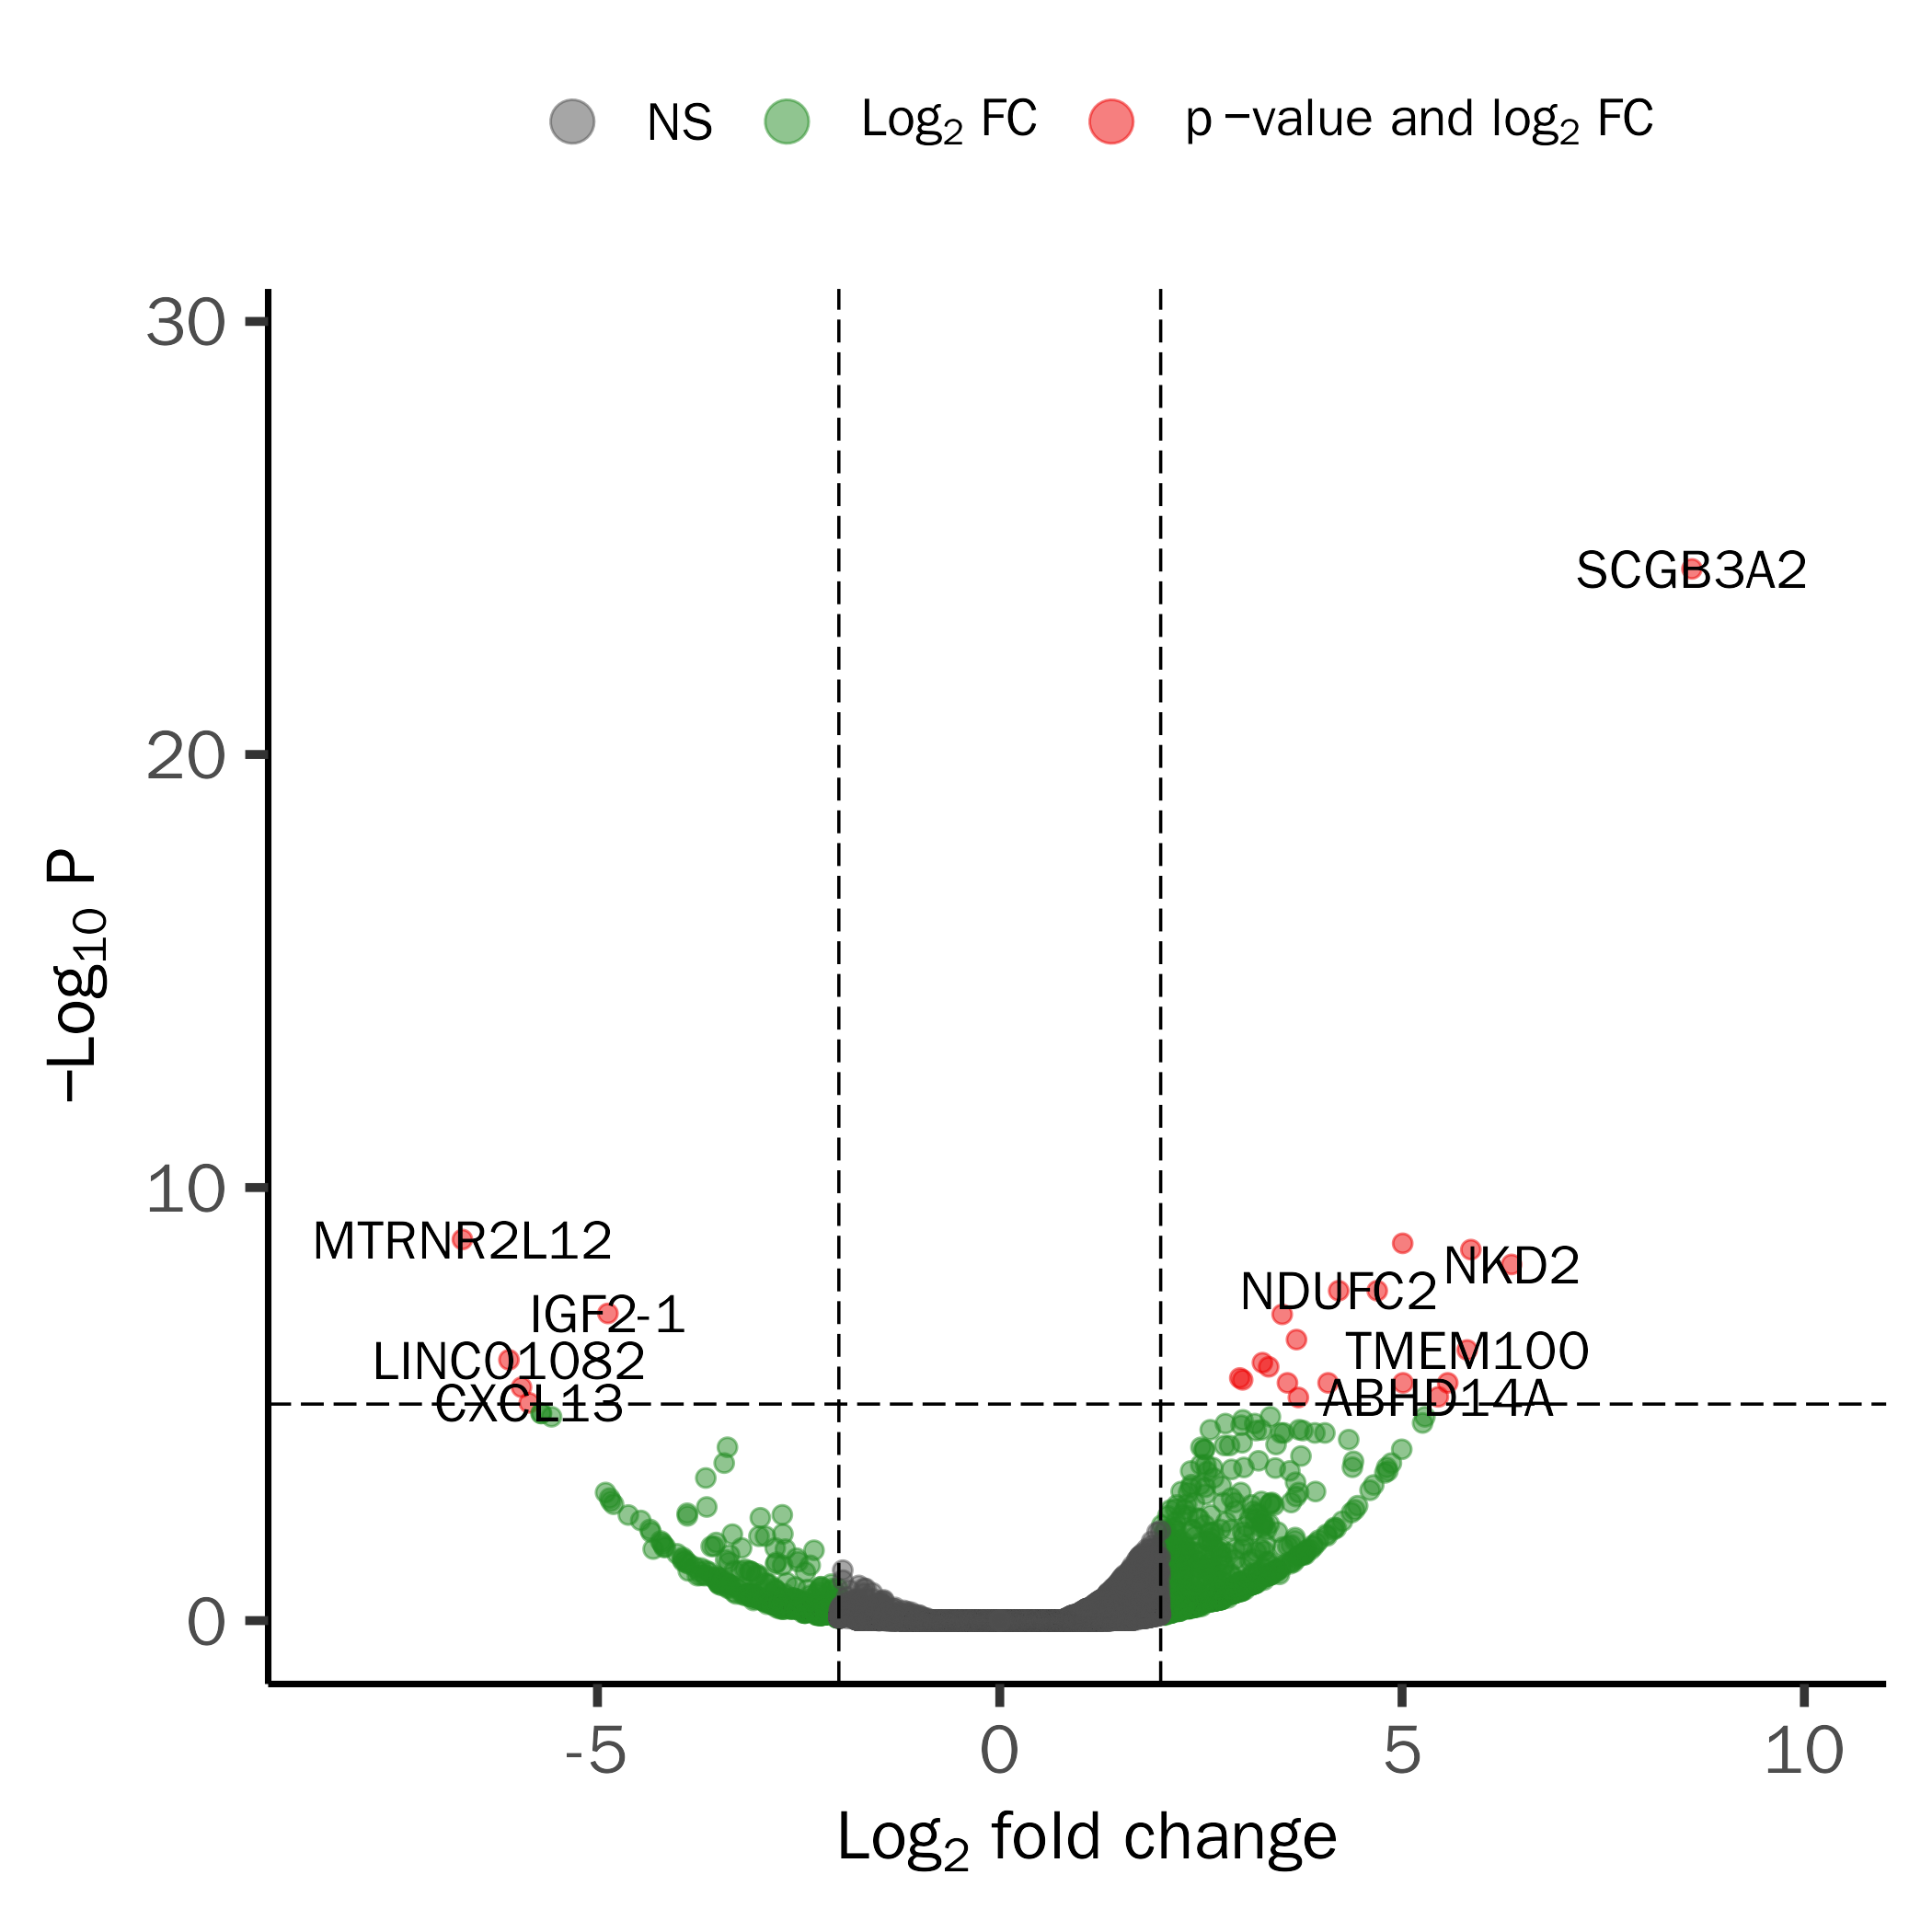 NS Log2 FC p −value and log2 FC
30
SCGB3A2
20
−Log10 P
10
MTRNR2L12
NKD2
NDUFC2
IGF2-1
TMEM100
LINC01082
ABHD14A
CXCL13
0
-5 0 5 10
Log2 fold change